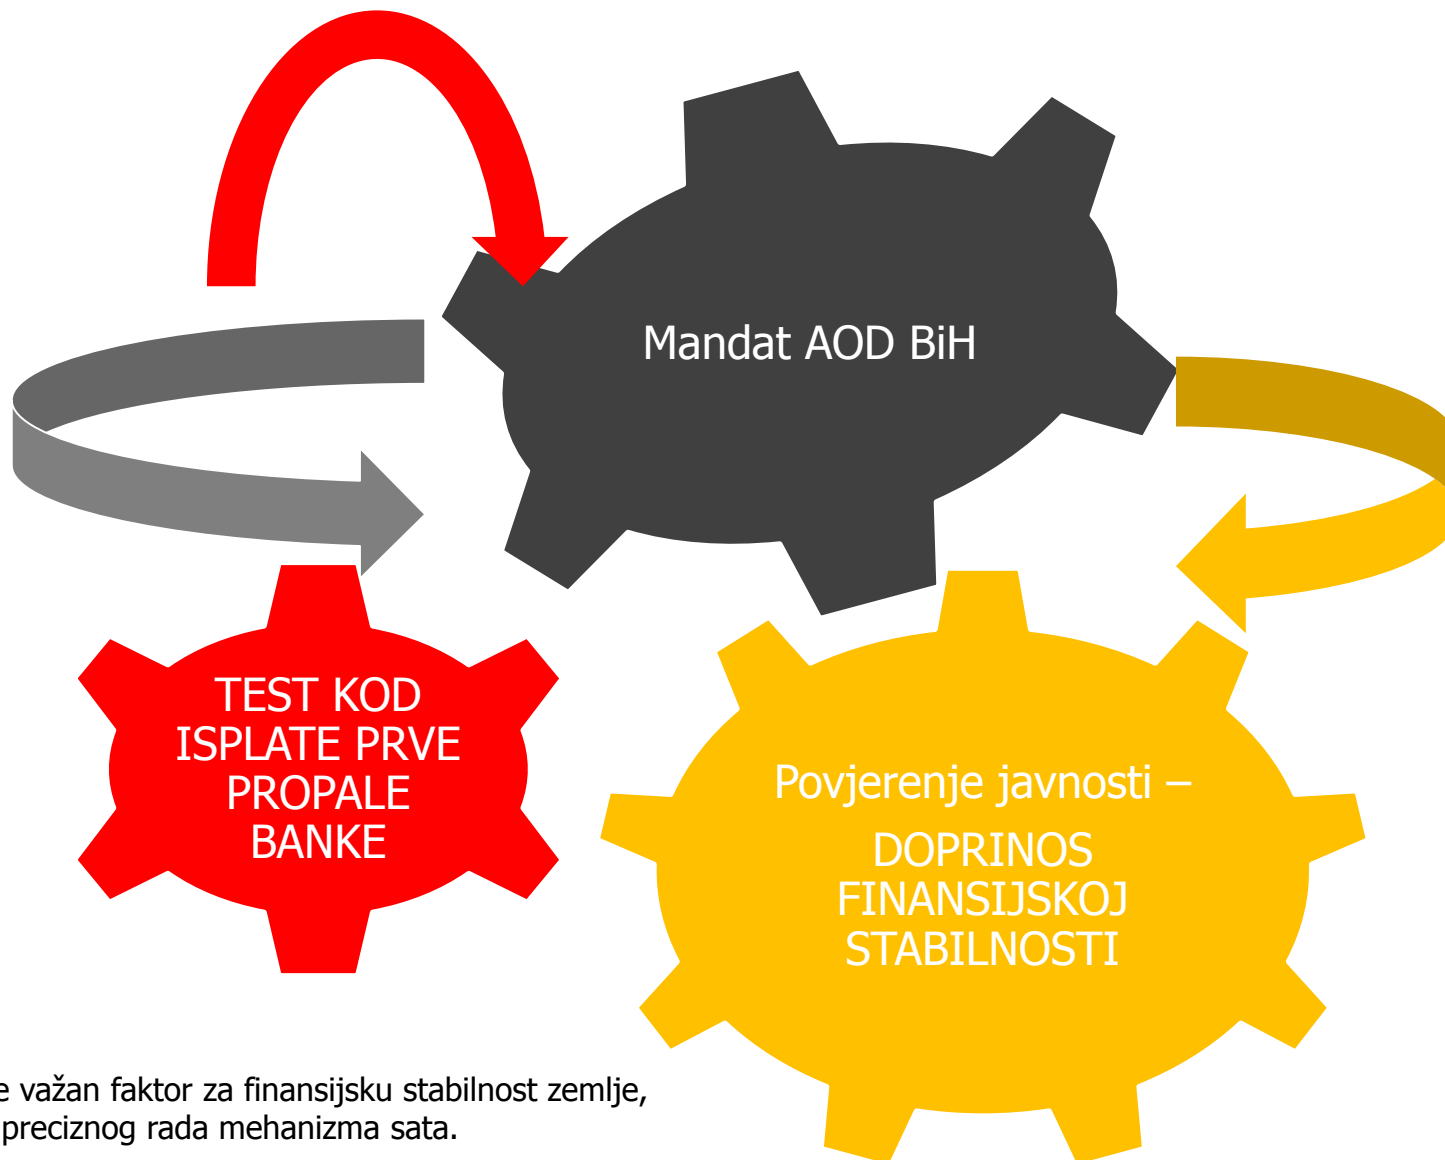 Mandat AOD BiH
TEST KOD
ISPLATE PRVE
PROPALE
BANKE
Povjerenje javnosti –
DOPRINOS
FINANSIJSKOJ
STABILNOSTI
važan faktor za finansijsku stabilnost zemlje,
preciznog rada mehanizma sata.